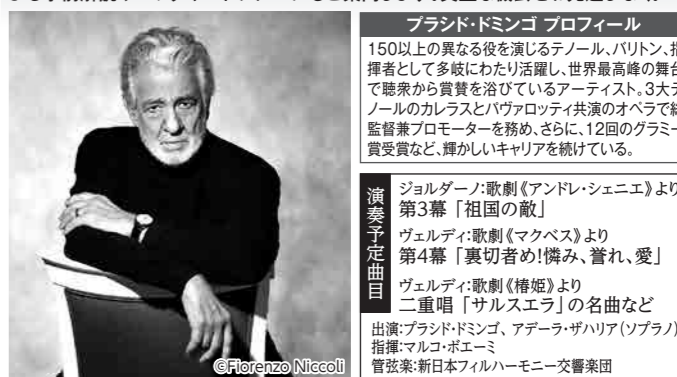 プラシド・ドミンゴ プロフィール
150以上の異なる役を演じるテノール、バリトン、指
揮者として多岐にわたり活躍し、世界最高峰の舞台
で聴衆から賞賛を浴びているアーティスト。3大テ
ノールのカレラスとパヴァロッティ共演のオペラで総
監督兼プロモーターを務め、さらに、12回のグラミー
賞受賞など、輝かしいキャリアを続けている。
演奏予定曲目
ジョルダーノ:歌劇《アンドレ・シェニエ》より
第3幕「祖国の敵」
ヴェルディ:歌劇《マクベス》より
第4幕「裏切者め!憐み、誉れ、愛」
ヴェルディ:歌劇《椿姫》より
二重唱「サルスエラ」の名曲など
出演:プラシド・ドミンゴ、アデーラ・ザハリア(ソプラノ)
指揮:マルコ・ボエーミ
管弦楽:新日本フィルハーモニー交響楽団
©Fiorenzo Niccoli